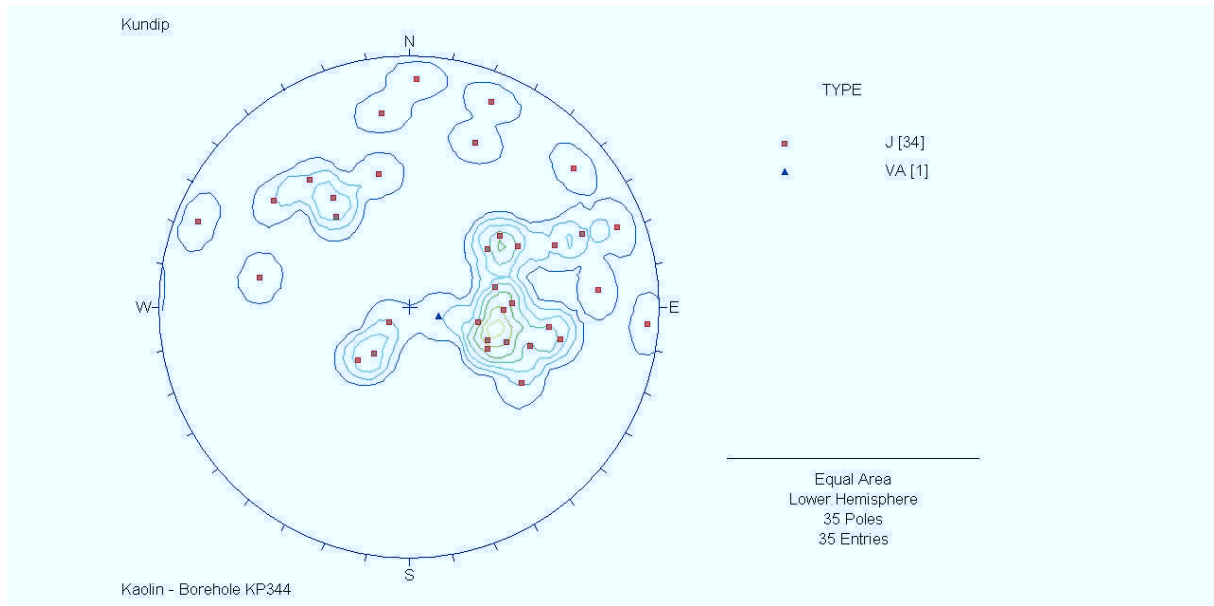 Kundip
N
TYPE
J [34]
VA [1]
W
E
Equal Area
Lower Hemisphere
35 Poles
35 Entries
S
Kaolin - Borehole KP344